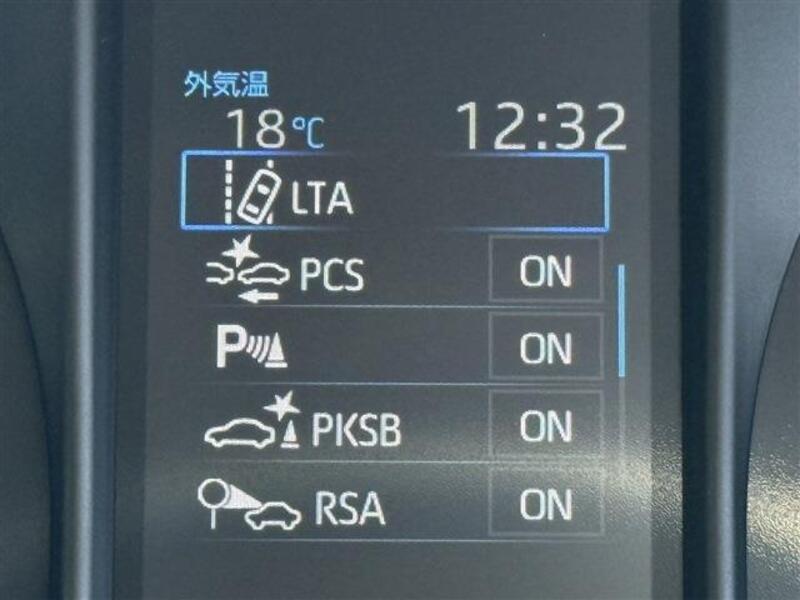 外気温
18℃ 12:32
LTA
PCS ON
P ON
PKSB ON
RSA ON